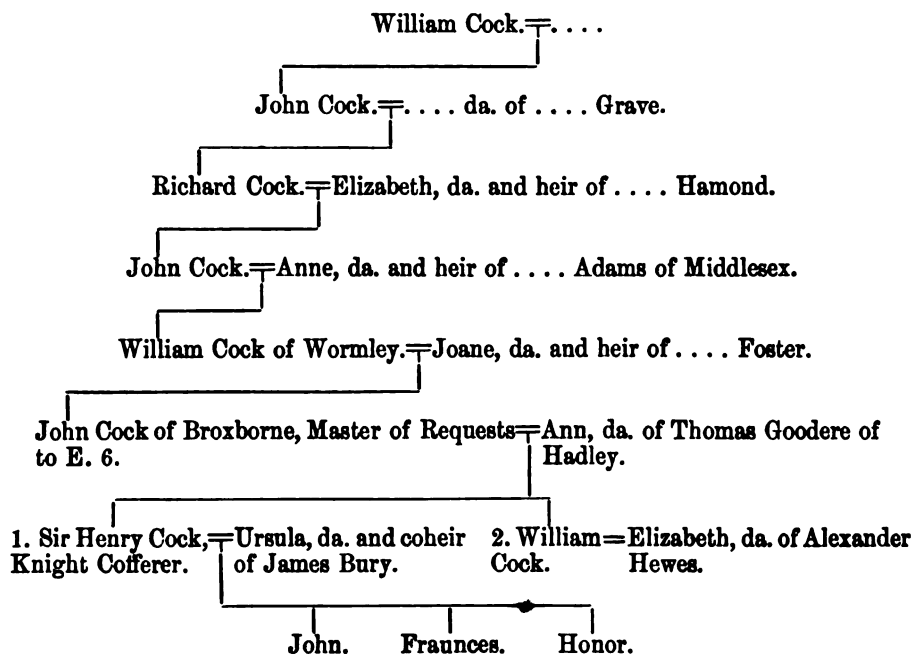 William Cock.=. . . .
John Cock.=. . . . da. of . . . . Grave.
Richard Cock.=Elizabeth, da. and heir of . . . . Hamond.
John Cock.=Anne, da. and heir of . . . . Adams of Middlesex.
William Cock of Wormley.=Joane, da. and heir of . . . . Foster.
John Cock of Broxborne, Master of Requests=Ann, da. of Thomas Goodere of
to E. 6. Hadley.
1. Sir Henry Cock,=Ursula, da. and coheir 2. William=Elizabeth, da. of Alexander
Knight Cofferer. of James Bury. Cock. Hewes.
John. Fraunces. Honor.